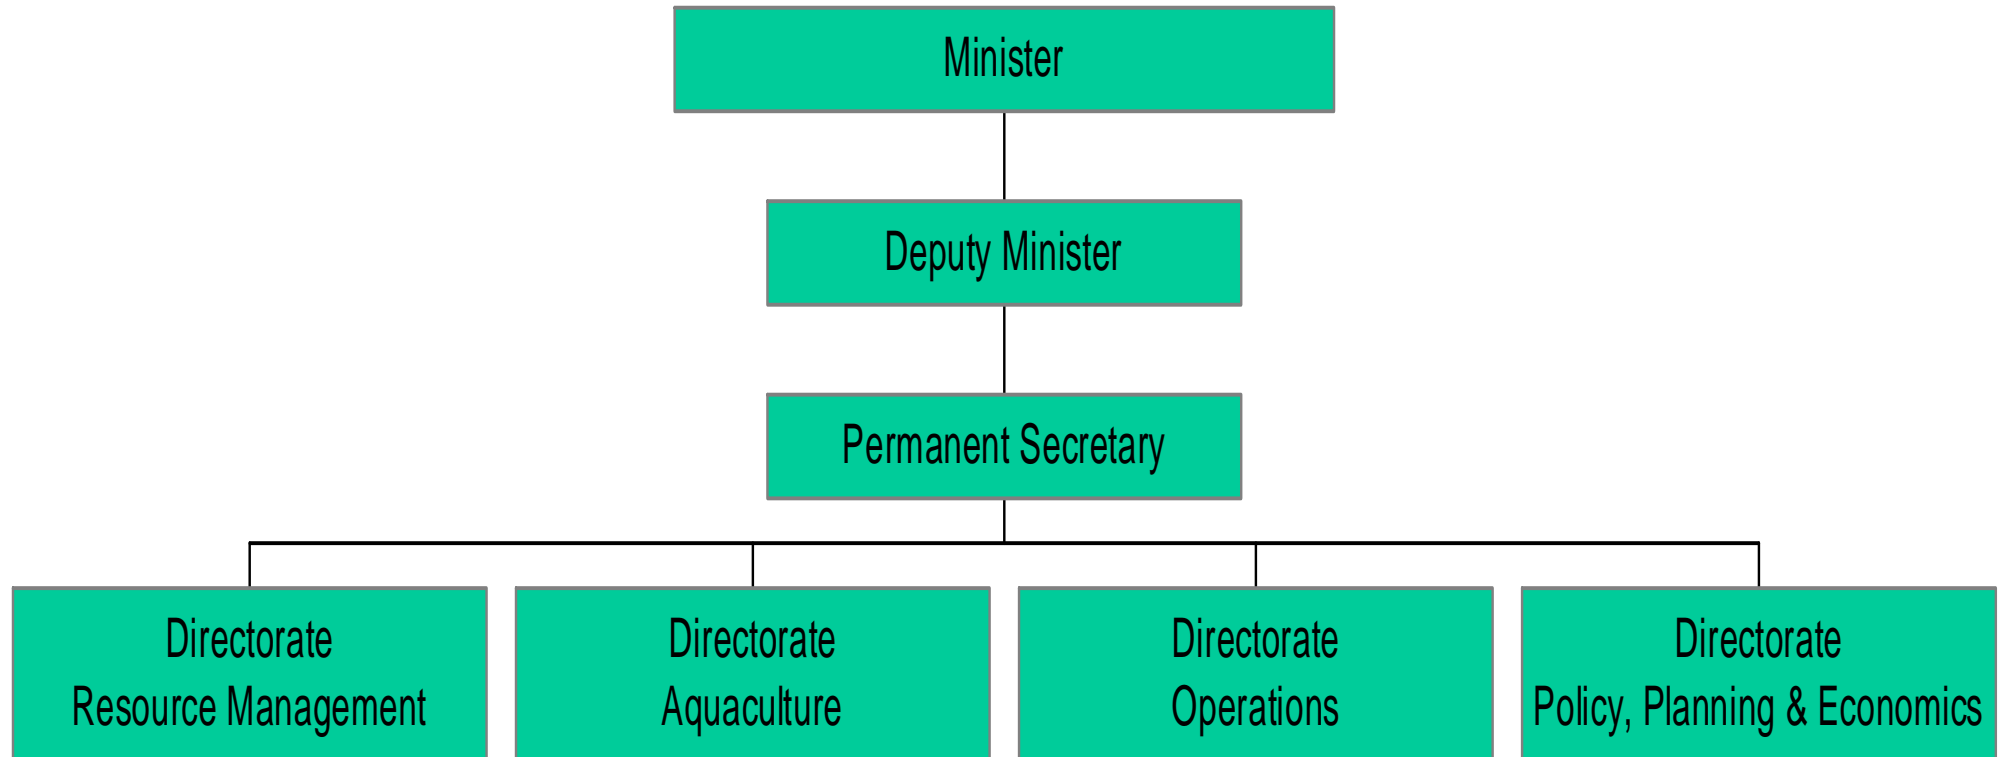 Minister
Deputy Minister
Permanent Secretary
Directorate
Resource Management
Directorate
Aquaculture
Directorate
Operations
Directorate
Policy, Planning & Economics